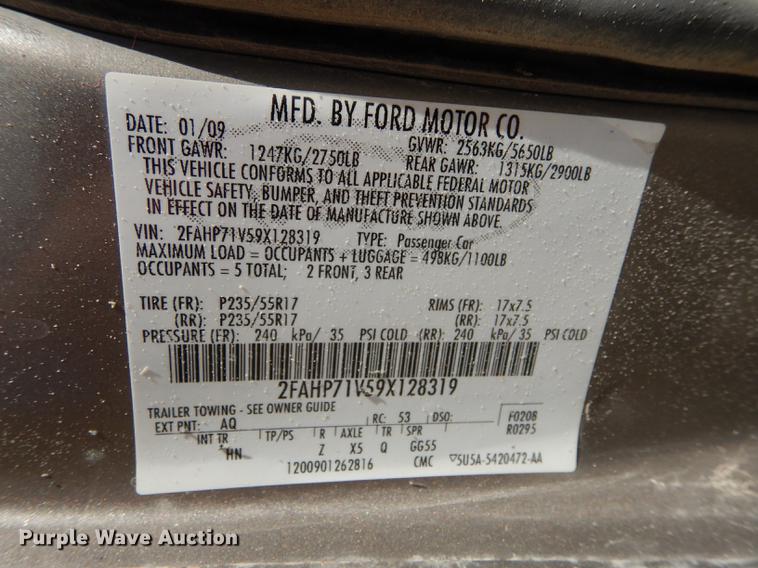 MFD. BY FORD MOTOR CO.
DATE: 01/09 GVWR: 2563KG/5650LB
FRONT GAWR: 1247KG/2750LB REAR GAWR: 1315KG/2900LB
THIS VEHICLE CONFORMS TO ALL APPLICABLE FEDERAL MOTOR
VEHICLE SAFETY, BUMPER, AND THEFT PREVENTION STANDARDS
IN EFFECT ON THE DATE OF MANUFACTURE SHOWN ABOVE.
VIN: 2FAHP71V59X128319 TYPE: Passenger Car
MAXIMUM LOAD = OCCUPANTS + LUGGAGE = 498KG/1100LB
OCCUPANTS = 5 TOTAL; 2 FRONT, 3 REAR
TIRE (FR): P235/55R17 RIMS (FR): 17x7.5
(RR): P235/55R17 (RR): 17x7.5
PRESSURE (FR): 240 kPa/ 35 PSI COLD (RR): 240 kPa/ 35 PSI COLD
2FAHP71V59X128319
TRAILER TOWING - SEE OWNER GUIDE
EXT PNT: AQ RC: 53 DSO: F0208
R0295
INT TR TP/PS R AXLE TR SPR
HN Z X5 Q GG55
1200901262816 CMC 5U5A-5420472-AA
Purple Wave Auction